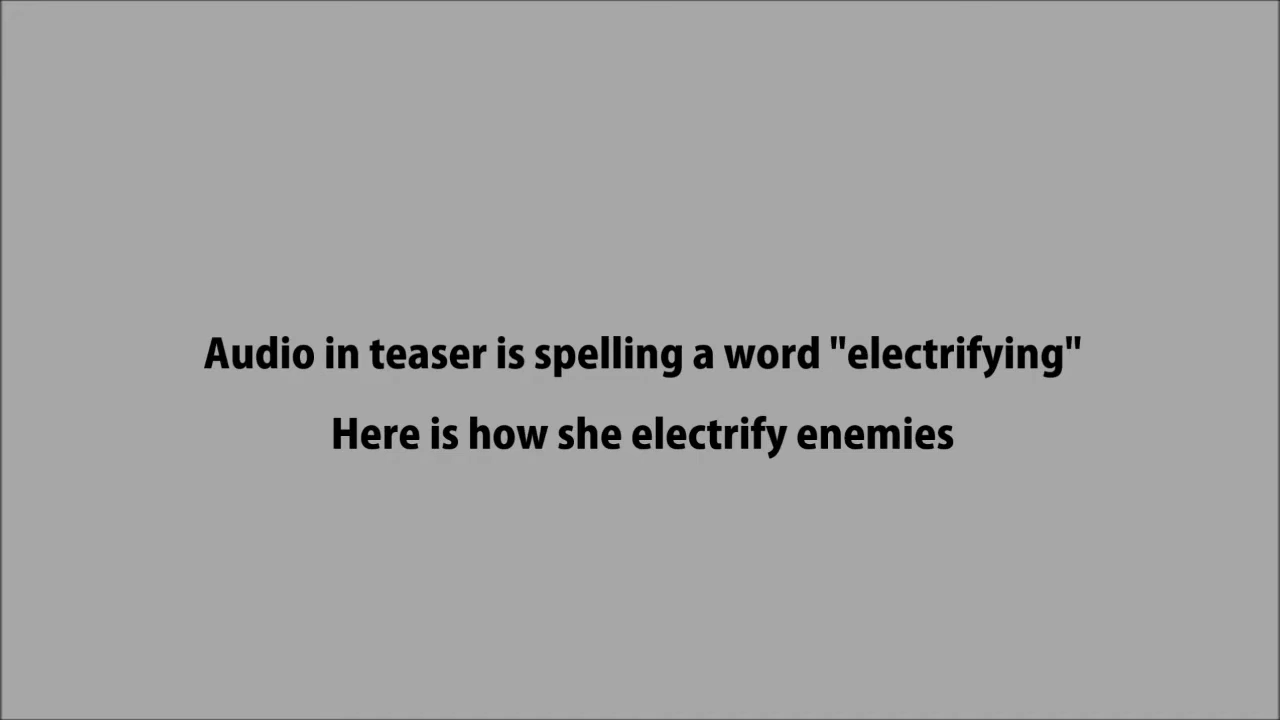 Audio in teaser is spelling a word "electrifying"
Here is how she electrify enemies